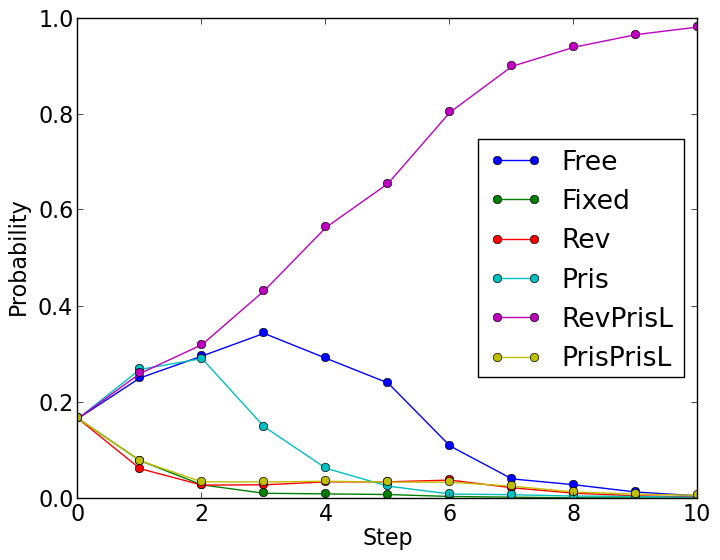 1.0
0.8
0.6
0.4
0.2
0.0
Probability
0 2 4 6 8 10
Step
Free
Fixed
Rev
Pris
RevPrisL
PrisPrisL